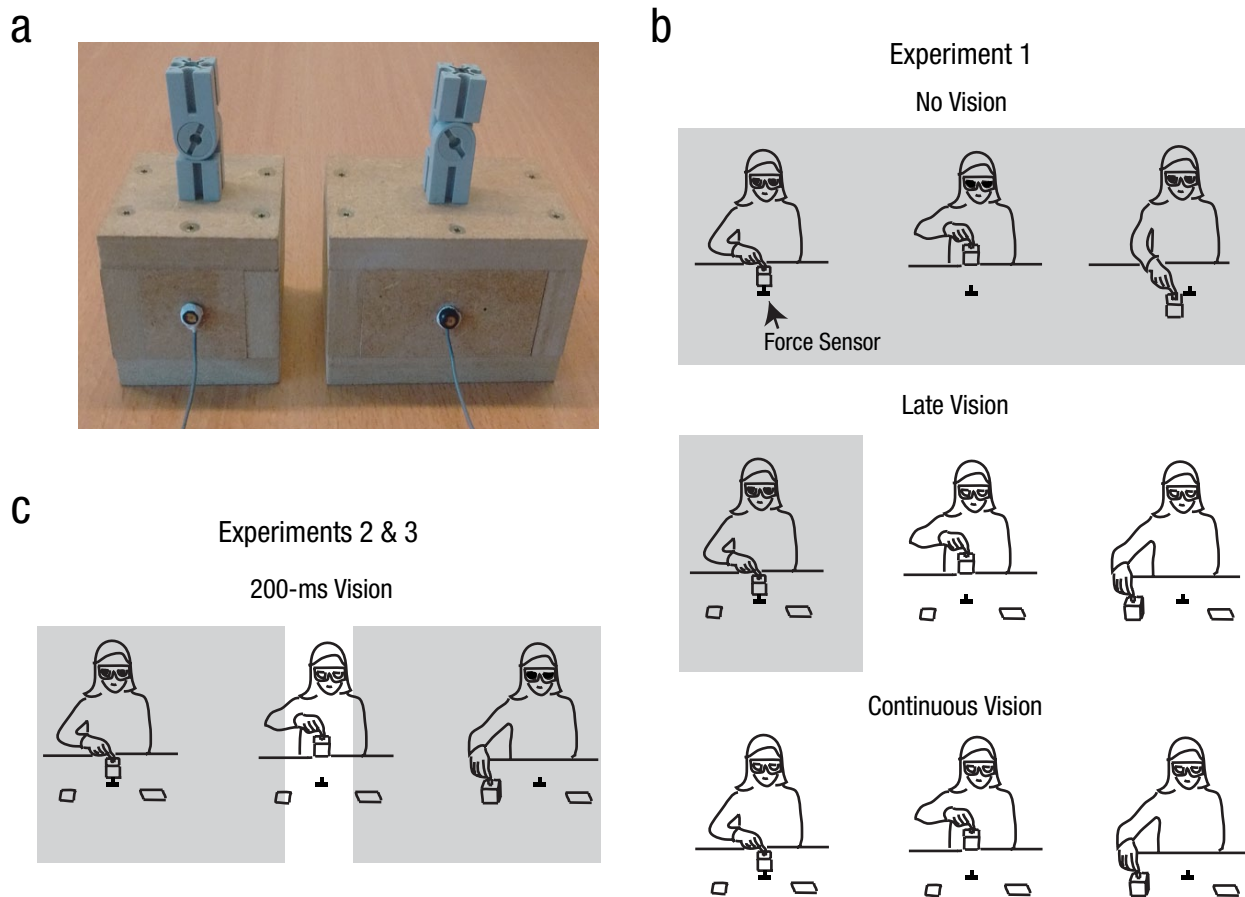 a
b
Experiment 1
No Vision
Force Sensor
Late Vision
Continuous Vision
c
Experiments 2 & 3
200-ms Vision